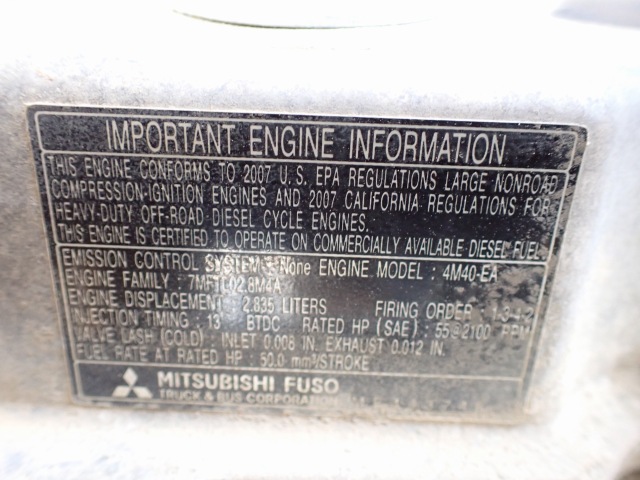 IMPORTANT ENGINE INFORMATION
THIS ENGINE CONFORMS TO 2007 U.S. EPA REGULATIONS LARGE NONROAD
COMPRESSION-IGNITION ENGINES AND 2007 CALIFORNIA REGULATIONS FOR
HEAVY-DUTY OFF-ROAD DIESEL CYCLE ENGINES.
THIS ENGINE IS CERTIFIED TO OPERATE ON COMMERCIALLY AVAILABLE DIESEL FUEL.
EMISSION CONTROL SYSTEM : None ENGINE MODEL : 4M40-EA
ENGINE FAMILY : 7MFTL02.8M4A
ENGINE DISPLACEMENT : 2.835 LITERS FIRING ORDER : 1-3-4-2
INJECTION TIMING : 13 BTDC RATED HP (SAE) : 55@2100 RPM
VALVE LASH (COLD) : INLET 0.008 IN. EXHAUST 0.012 IN.
FUEL RATE AT RATED HP : 50.0 mm³/STROKE
MITSUBISHI FUSO
TRUCK & BUS CORPORATION